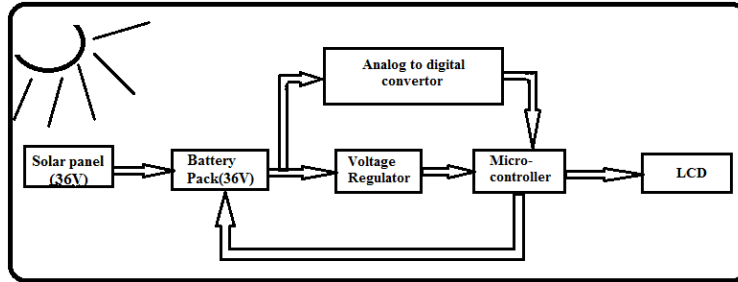 Analog to digital
convertor
Solar panel
(36V)
Battery
Pack(36V)
Voltage
Regulator
Micro-
controller
LCD